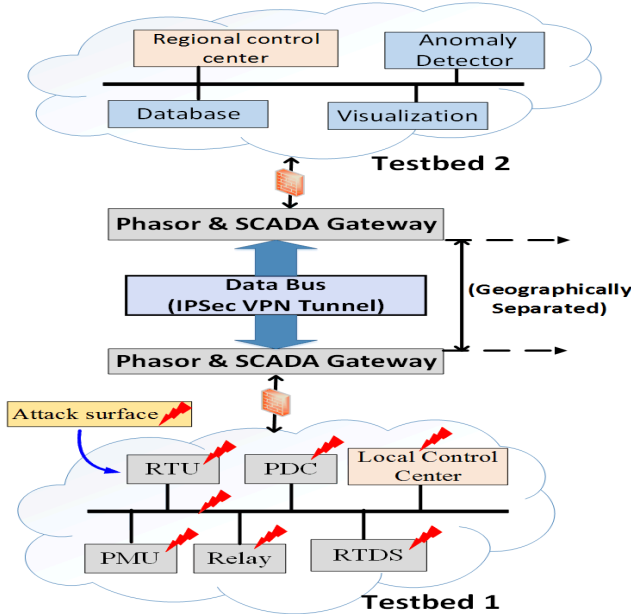 Regional control
center
Anomaly
Detector
Database
Visualization
Testbed 2
Phasor & SCADA Gateway
Data Bus
(IPSec VPN Tunnel)
(Geographically
Separated)
Phasor & SCADA Gateway
Attack surface
RTU
PDC
Local Control
Center
PMU
Relay
RTDS
Testbed 1